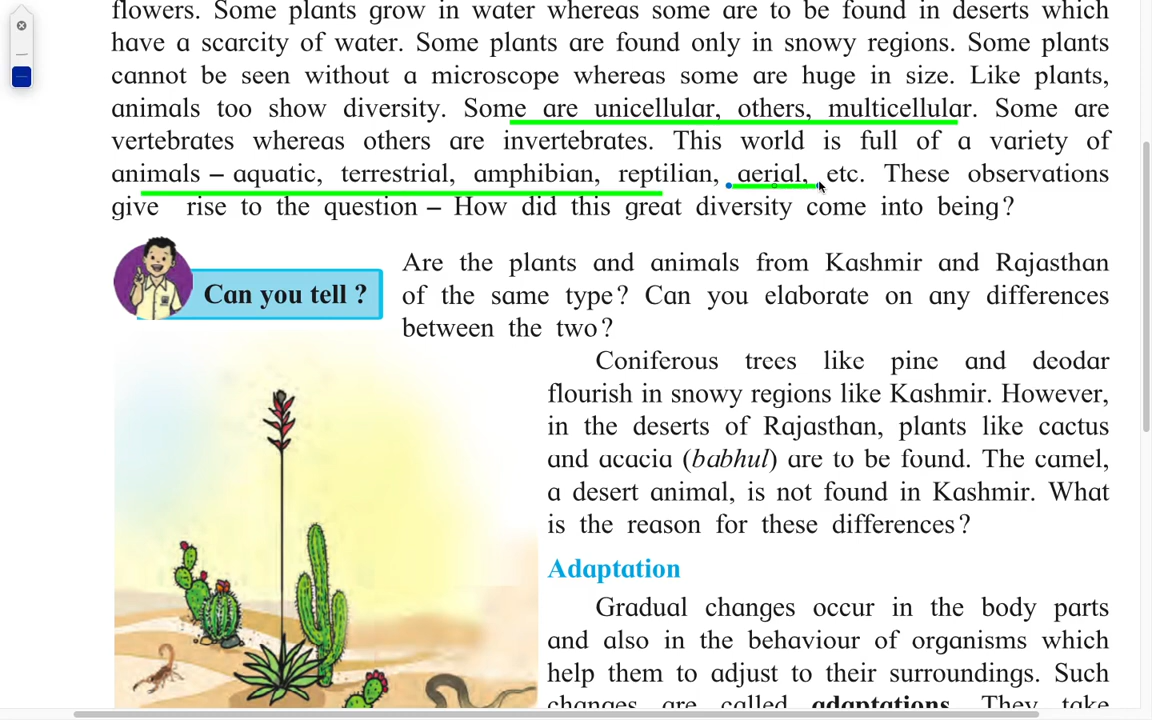 flowers. Some plants grow in water whereas some are to be found in deserts which
have a scarcity of water. Some plants are found only in snowy regions. Some plants
cannot be seen without a microscope whereas some are huge in size. Like plants,
animals too show diversity. Some are unicellular, others, multicellular. Some are
vertebrates whereas others are invertebrates. This world is full of a variety of
animals – aquatic, terrestrial, amphibian, reptilian, aerial, etc. These observations
give rise to the question – How did this great diversity come into being?
Can you tell ?
Are the plants and animals from Kashmir and Rajasthan
of the same type? Can you elaborate on any differences
between the two?
Coniferous trees like pine and deodar
flourish in snowy regions like Kashmir. However,
in the deserts of Rajasthan, plants like cactus
and acacia (babhul) are to be found. The camel,
a desert animal, is not found in Kashmir. What
is the reason for these differences?
Adaptation
Gradual changes occur in the body parts
and also in the behaviour of organisms which
help them to adjust to their surroundings. Such
changes are called adaptations. They take